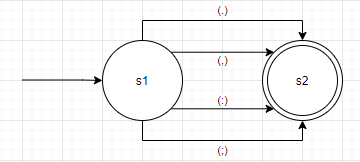 (.)
(,)
s1 s2
(:)
(;)